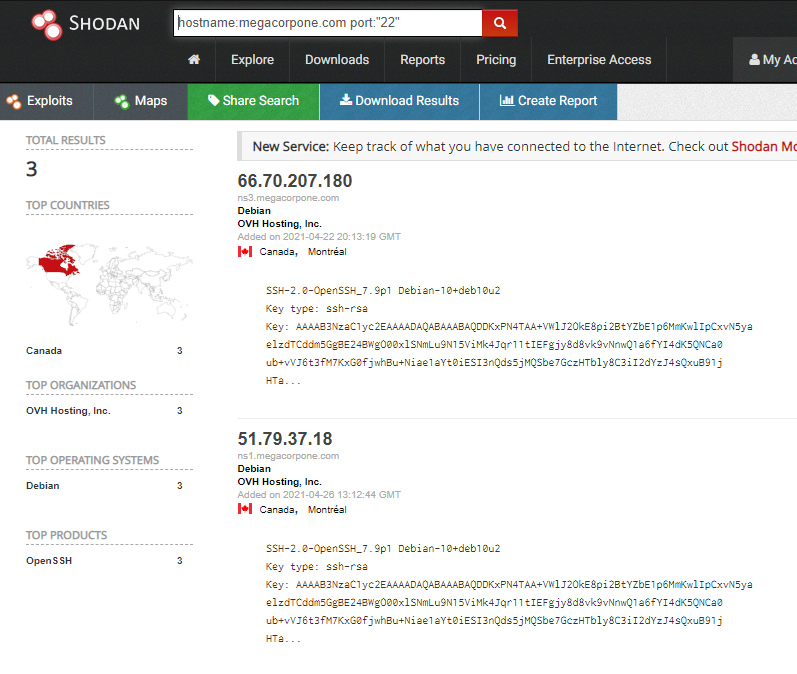 SHODAN
hostname:megacorpone.com port:"22"
Explore Downloads Reports Pricing Enterprise Access My Ac
Exploits Maps Share Search Download Results Create Report
TOTAL RESULTS
3
TOP COUNTRIES
Canada 3
TOP ORGANIZATIONS
OVH Hosting, Inc. 3
TOP OPERATING SYSTEMS
Debian 3
TOP PRODUCTS
OpenSSH 3
New Service: Keep track of what you have connected to the Internet. Check out Shodan Mo
66.70.207.180
ns3.megacorpone.com
Debian
OVH Hosting, Inc.
Added on 2021-04-22 20:13:19 GMT
Canada, Montréal
SSH-2.0-OpenSSH_7.9p1 Debian-10+deb10u2
Key type: ssh-rsa
Key: AAAAB3NzaC1yc2EAAAADAQABAAABAQDDKxPN4TAA+VWlJ2OkE8pi2BtYZbE1p6MmKwlIpCxvN5ya
elzdTCddm5GgBE24BWgO00xlSNmLu9N15ViMk4Jqr11tIEFgjy8d8vk9vNnwQ1a6fYI4dK5QNCa0
ub+vVJ6t3fM7KxG0fjwhBu+Niae1aYt0iESI3nQds5jMQSbe7GczHTbly8C3iI2dYzJ4sQxuB91j
HTa...
51.79.37.18
ns1.megacorpone.com
Debian
OVH Hosting, Inc.
Added on 2021-04-26 13:12:44 GMT
Canada, Montréal
SSH-2.0-OpenSSH_7.9p1 Debian-10+deb10u2
Key type: ssh-rsa
Key: AAAAB3NzaC1yc2EAAAADAQABAAABAQDDKxPN4TAA+VWlJ2OkE8pi2BtYZbE1p6MmKwlIpCxvN5ya
elzdTCddm5GgBE24BWgO00xlSNmLu9N15ViMk4Jqr11tIEFgjy8d8vk9vNnwQ1a6fYI4dK5QNCa0
ub+vVJ6t3fM7KxG0fjwhBu+Niae1aYt0iESI3nQds5jMQSbe7GczHTbly8C3iI2dYzJ4sQxuB91j
HTa...